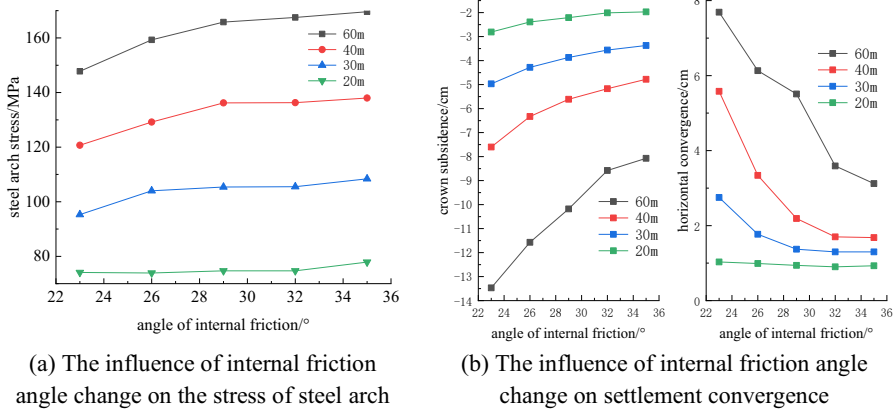 steel arch stress/MPa
160
140
120
100
80
22 24 26 28 30 32 34 36
angle of internal friction/°
60m
40m
30m
20m
crown subsidence/cm
0
−1
−2
−3
−4
−5
−6
−7
−8
−9
−10
−11
−12
−13
−14
22 24 26 28 30 32 34 36
angle of internal friction/°
60m
40m
30m
20m
horizontal convergence/cm
8
6
4
2
0
22 24 26 28 30 32 34 36
angle of internal friction/°
60m
40m
30m
20m
(a) The influence of internal friction
angle change on the stress of steel arch
(b) The influence of internal friction angle
change on settlement convergence